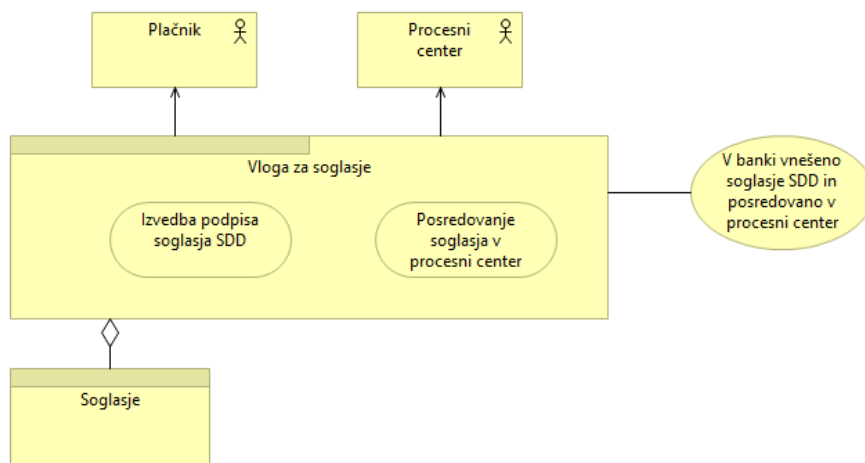 Plačnik
Procesni
center
Vloga za soglasje
Izvedba podpisa
soglasja SDD
Posredovanje
soglasja v
procesni center
V banki vnešeno
soglasje SDD in
posredovano v
procesni center
Soglasje